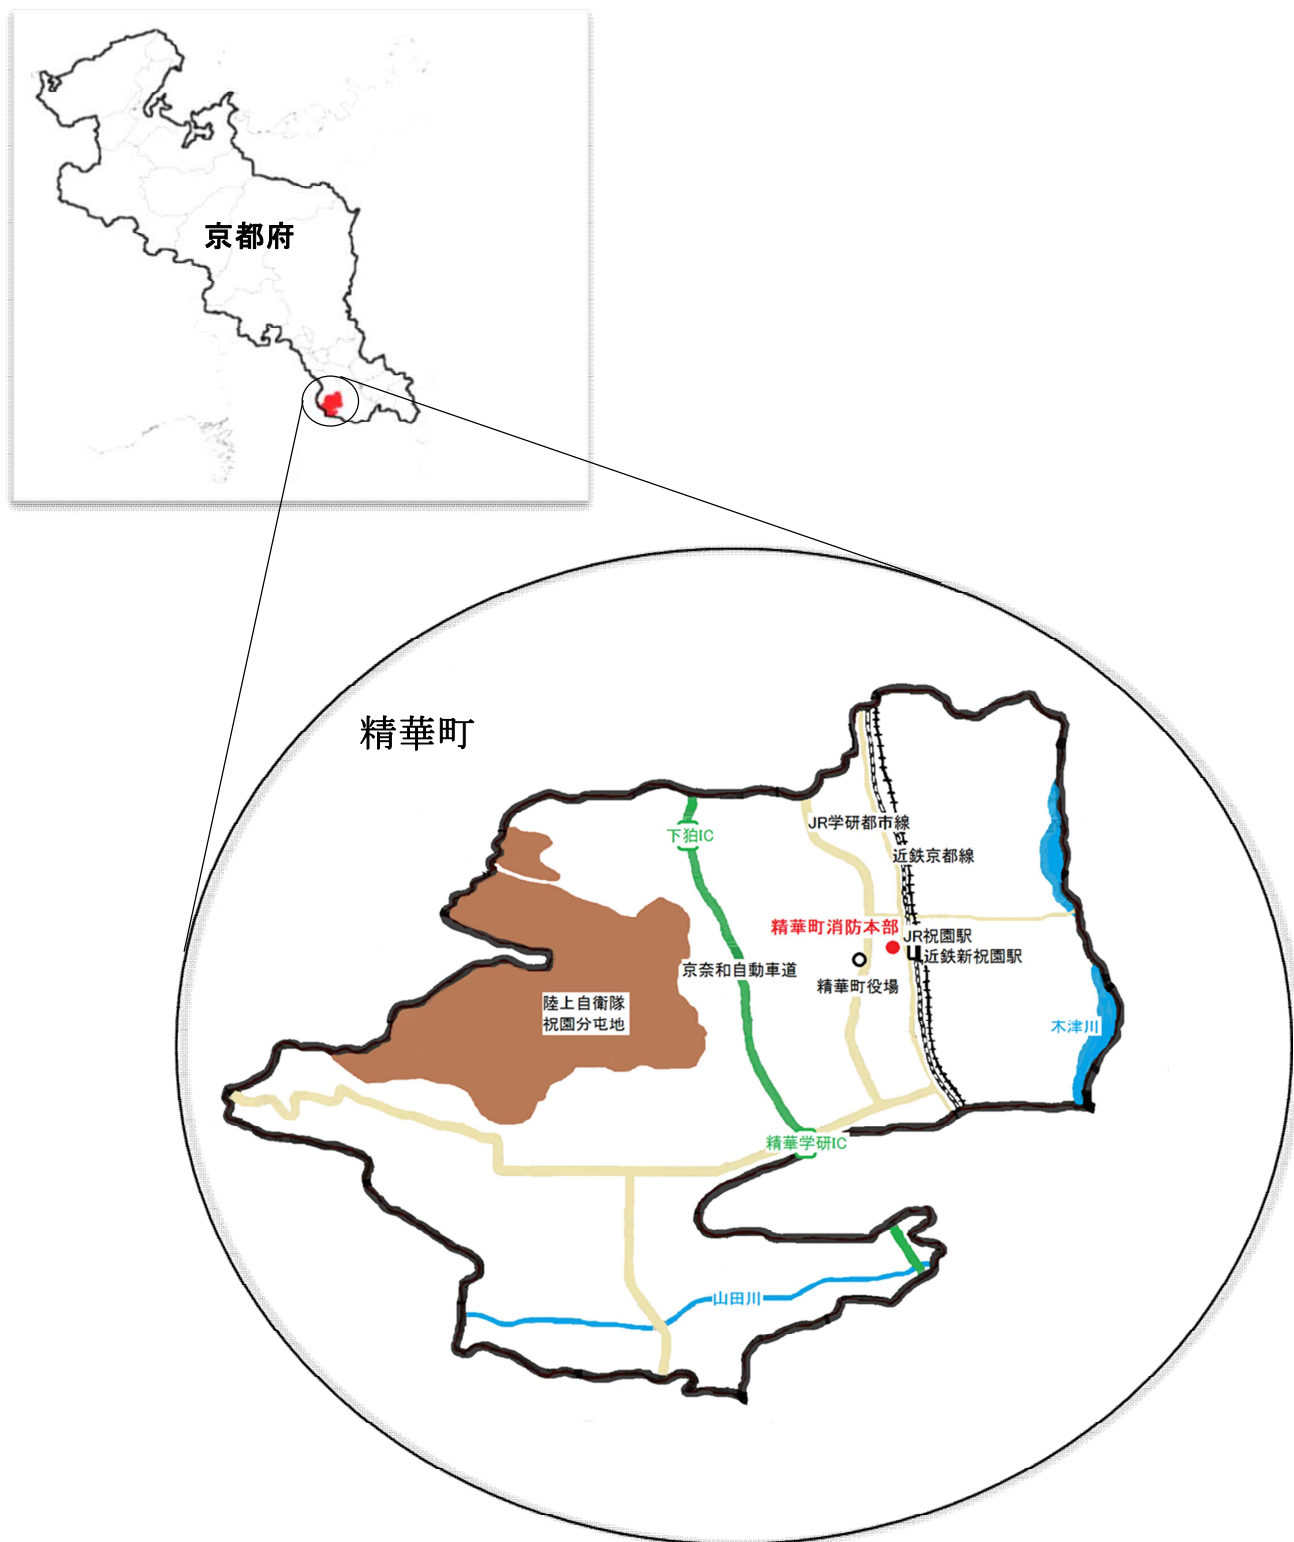 京都府
精華町
JR学研都市線
下狛IC
近鉄京都線
精華町消防本部
JR祝園駅
近鉄新祝園駅
京奈和自動車道
精華町役場
陸上自衛隊
祝園分屯地
木津川
精華学研IC
山田川